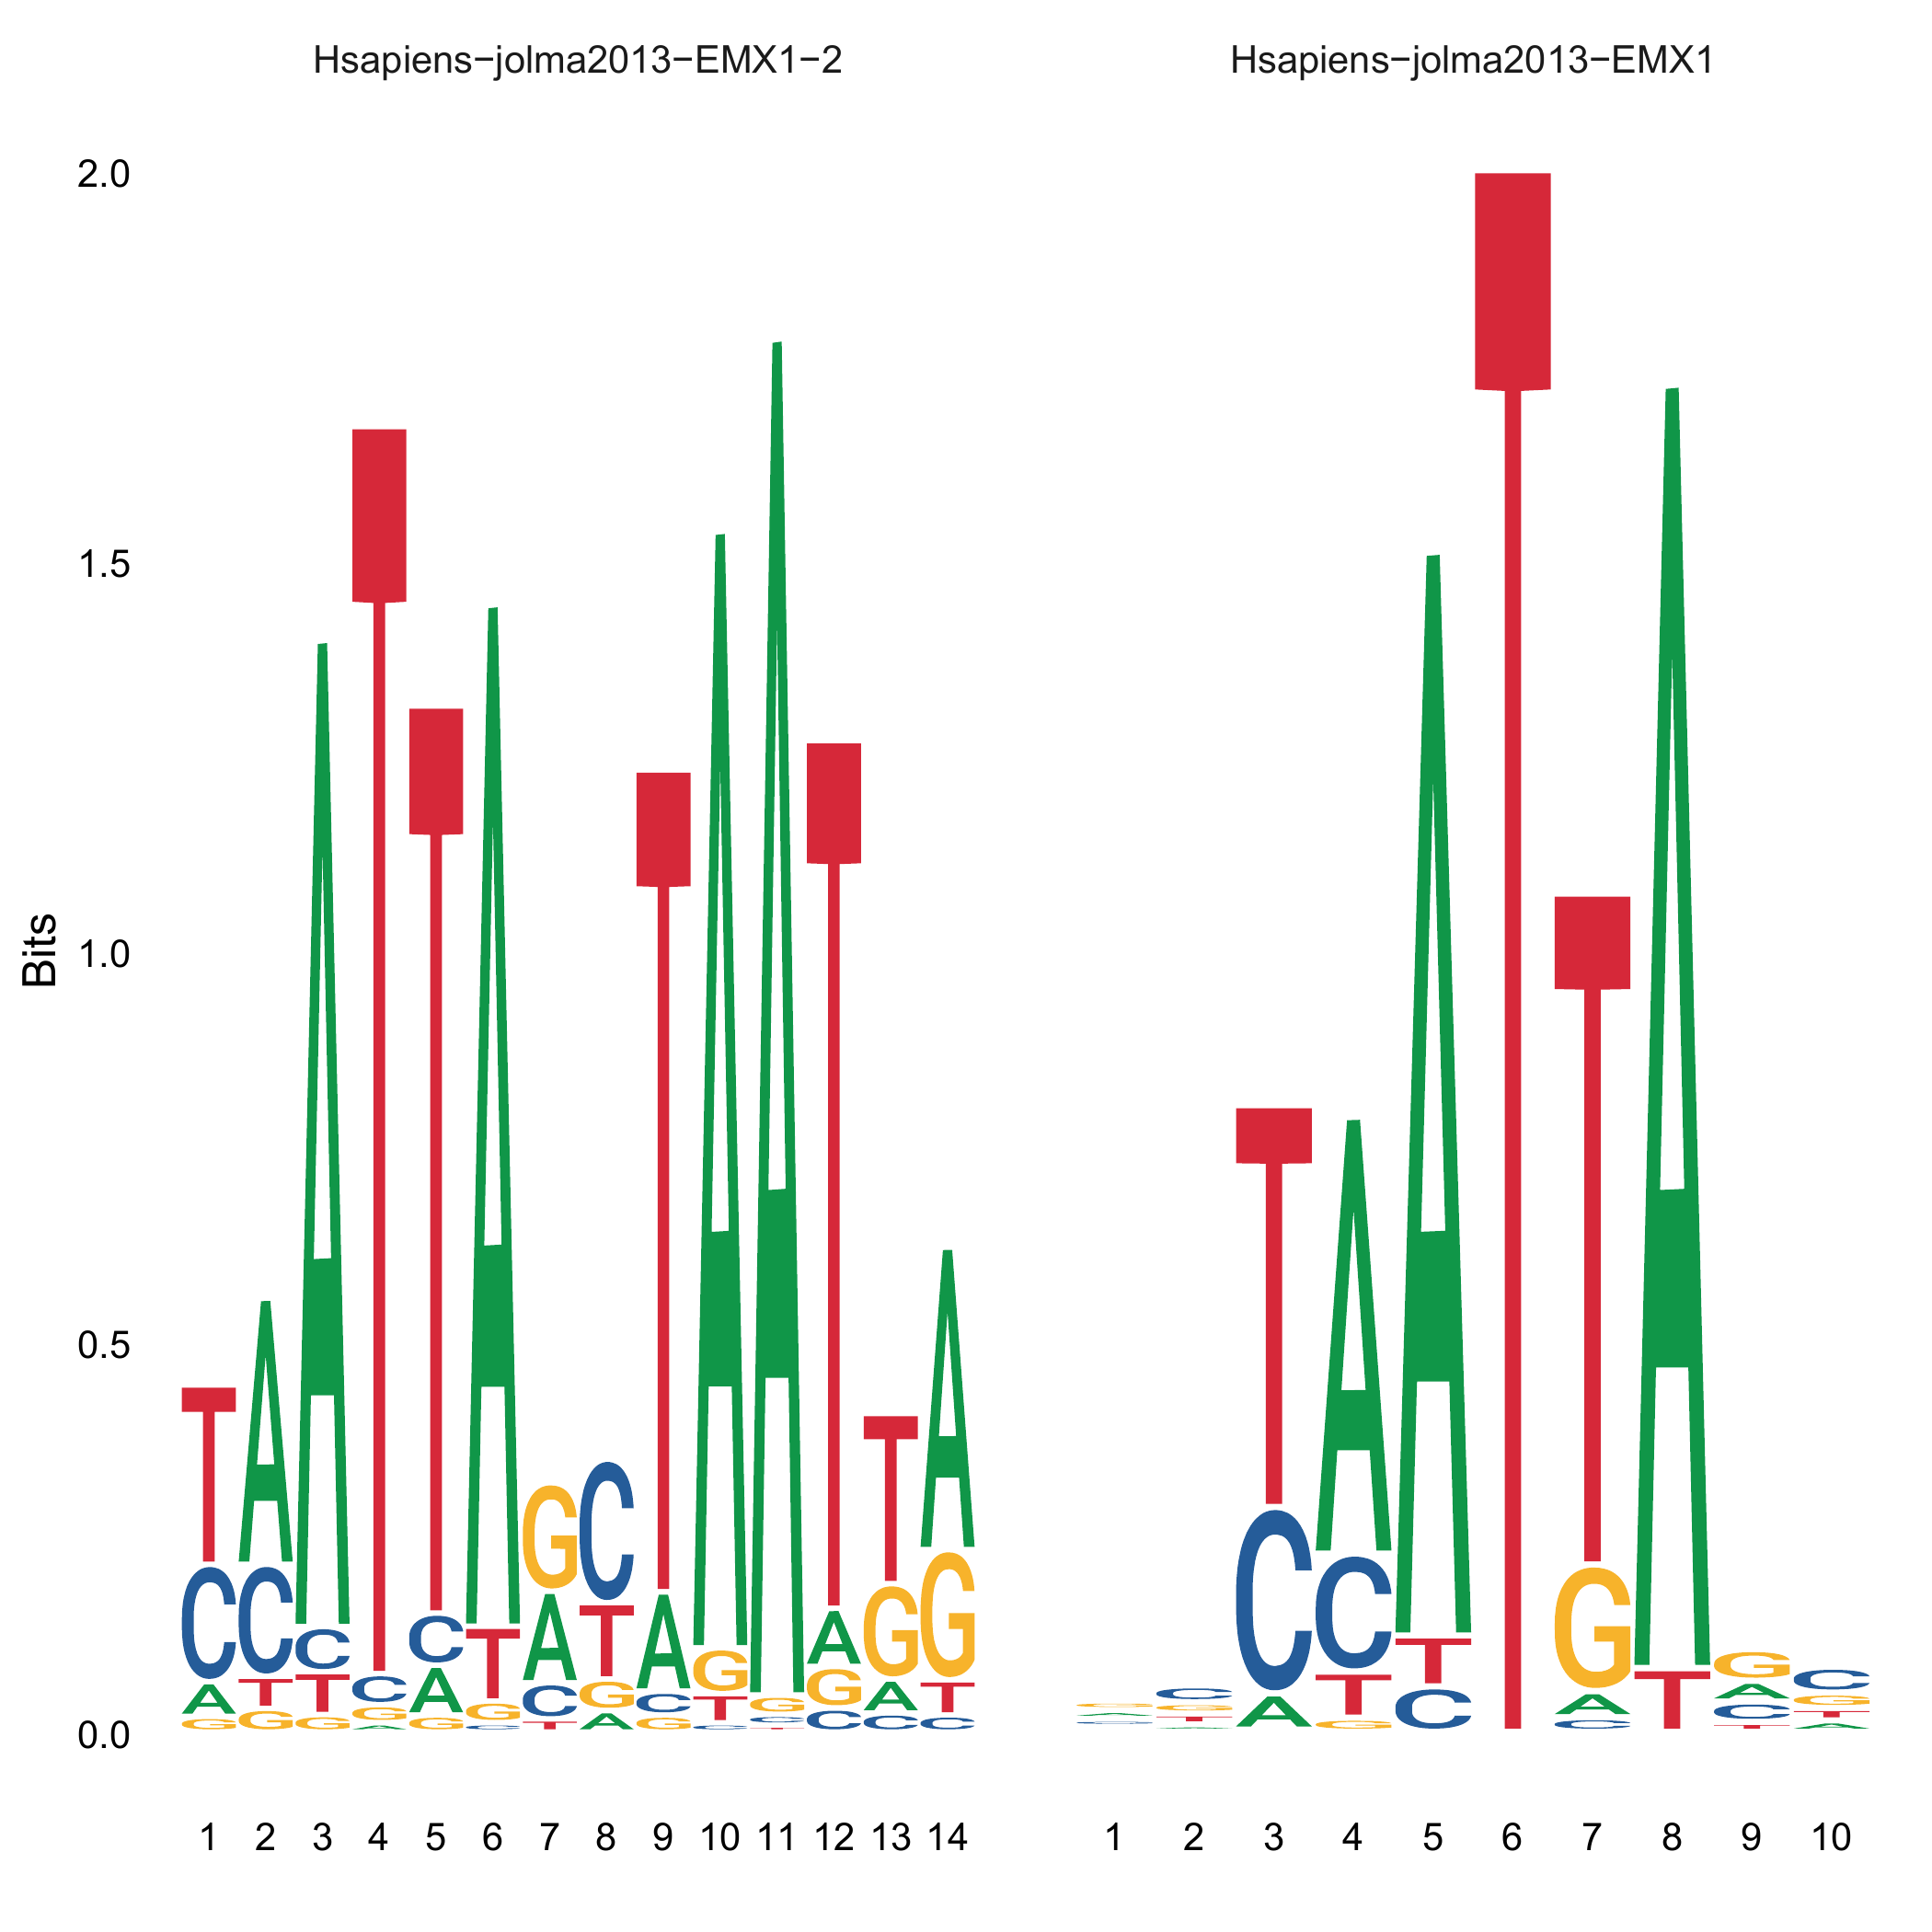 Hsapiens−jolma2013−EMX1−2
Hsapiens−jolma2013−EMX1
Bits
2.0
1.5
1.0
0.5
0.0
T A A T T A G C T A A T T A
C C C C C T A T A G G A G G
A T T G A G C G C T C G A T
G G G A G C T A G C T C C C
G C T A A T T A G C
A G C C T G T A G
C T A T C A C T
A G C T A
1 2 3 4 5 6 7 8 9 10 11 12 13 14
1 2 3 4 5 6 7 8 9 10